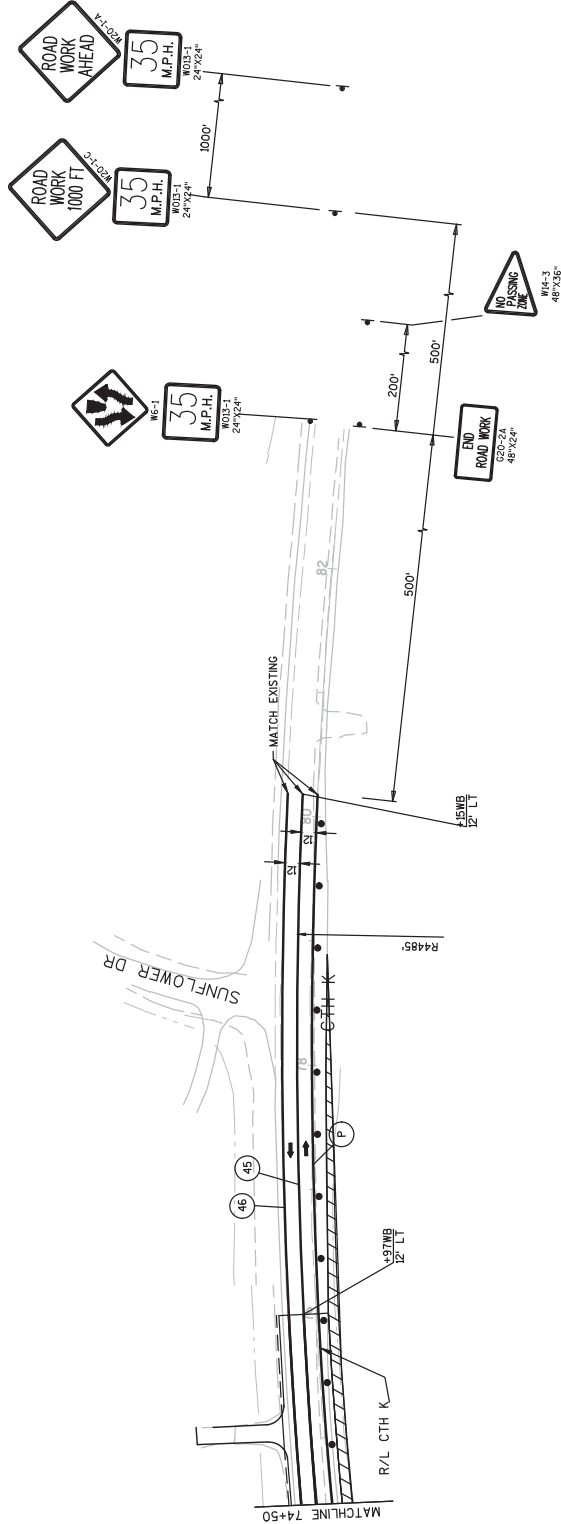 ROAD
WORK
AHEAD
W20-1-A
35
M.P.H.
W013-1
24"X24"
1000'
ROAD
WORK
1000 FT
W20-1-C
35
M.P.H.
W013-1
24"X24"
NO
PASSING
ZONE
W14-3
48"X36"
500'
200'
W6-1
35
M.P.H.
W013-1
24"X24"
END
ROAD WORK
G20-2A
48"X24"
82
500'
MATCH EXISTING
80
12
12
+15WB
12' LT
R4485'
SUNFLOWER DR
CTH K
78
P
45
46
+97WB
12' LT
R/L CTH K
MATCHLINE 74+50